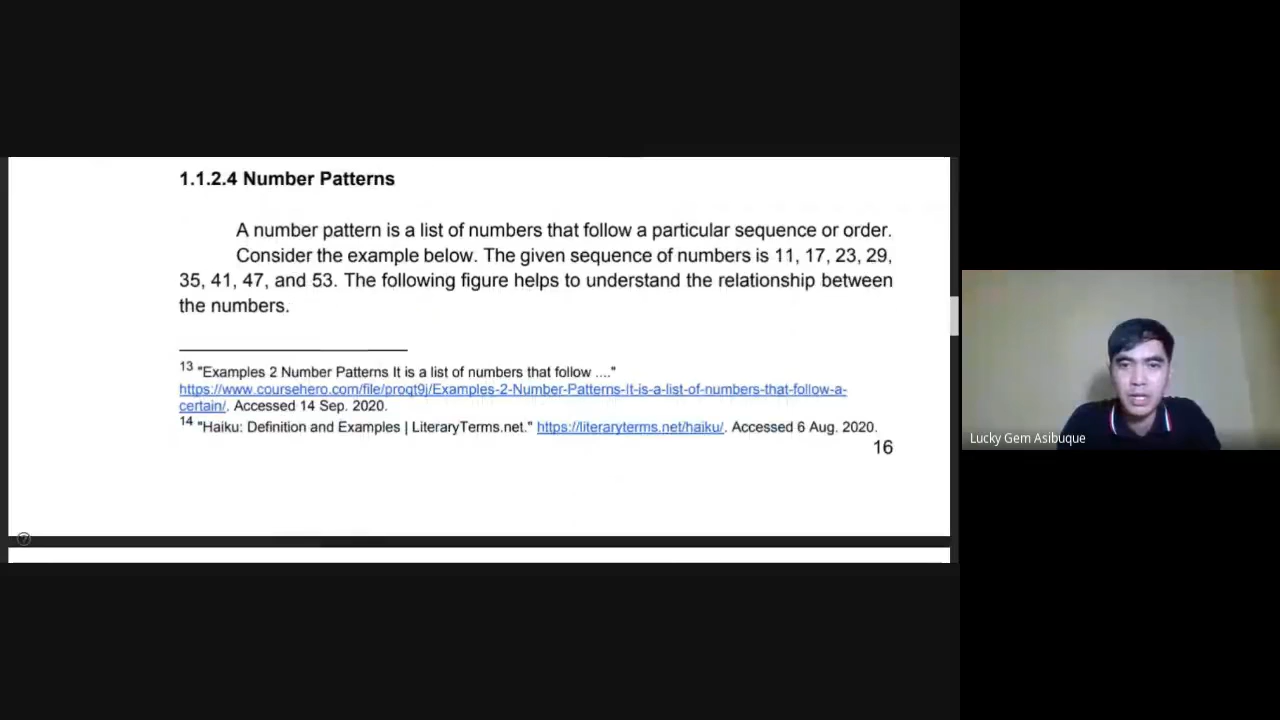 1.1.2.4 Number Patterns
A number pattern is a list of numbers that follow a particular sequence or order.
Consider the example below. The given sequence of numbers is 11, 17, 23, 29,
35, 41, 47, and 53. The following figure helps to understand the relationship between
the numbers.
13 "Examples 2 Number Patterns It is a list of numbers that follow ...."
https://www.coursehero.com/file/proqt9j/Examples-2-Number-Patterns-It-is-a-list-of-numbers-that-follow-a-
certain/. Accessed 14 Sep. 2020.
14 "Haiku: Definition and Examples | LiteraryTerms.net." https://literaryterms.net/haiku/. Accessed 6 Aug. 2020.
16
Lucky Gem Asibuque